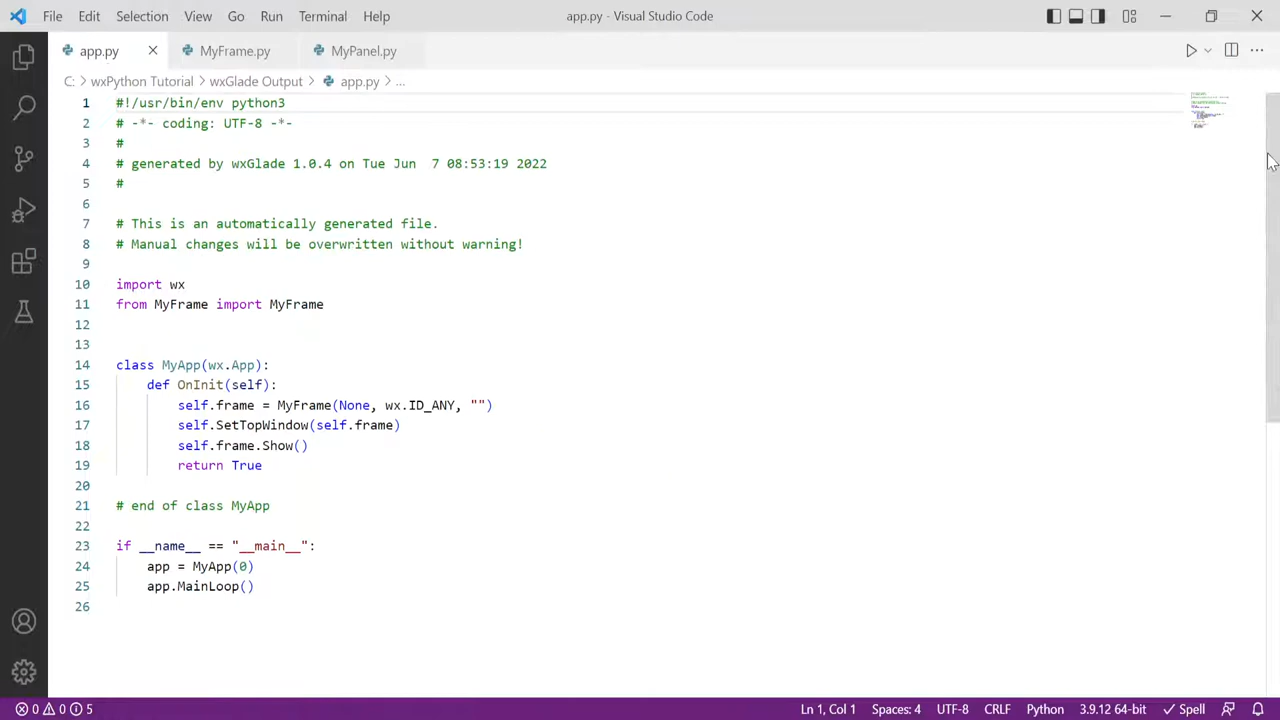 File Edit Selection View Go Run Terminal Help app.py - Visual Studio Code
app.py MyFrame.py MyPanel.py
C: > wxPython Tutorial > wxGlade Output > app.py > ...
1 #!/usr/bin/env python3
2 # -*- coding: UTF-8 -*-
3 #
4 # generated by wxGlade 1.0.4 on Tue Jun  7 08:53:19 2022
5 #
6
7 # This is an automatically generated file.
8 # Manual changes will be overwritten without warning!
9
10 import wx
11 from MyFrame import MyFrame
12
13
14 class MyApp(wx.App):
15     def OnInit(self):
16         self.frame = MyFrame(None, wx.ID_ANY, "")
17         self.SetTopWindow(self.frame)
18         self.frame.Show()
19         return True
20
21 # end of class MyApp
22
23 if __name__ == "__main__":
24     app = MyApp(0)
25     app.MainLoop()
26
0 0 5 Ln 1, Col 1 Spaces: 4 UTF-8 CRLF Python 3.9.12 64-bit Spell